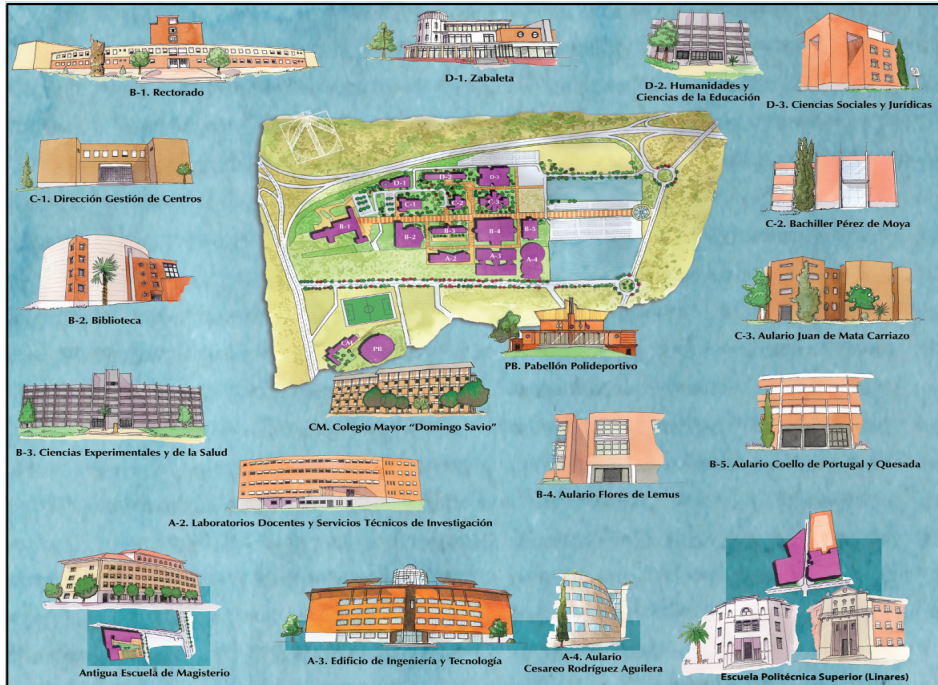 B-1. Rectorado
D-1. Zabaleta
D-2. Humanidades y
Ciencias de la Educación
D-3. Ciencias Sociales y Jurídicas
C-1. Dirección Gestión de Centros
C-2. Bachiller Pérez de Moya
B-2. Biblioteca
C-3. Aulario Juan de Mata Carriazo
D-1
D-2
D-3
C-1
C-2
C-3
B-1
B-2
B-3
B-4
B-5
A-2
A-3
A-4
CM
PB
PB. Pabellón Polideportivo
CM. Colegio Mayor “Domingo Savio”
B-3. Ciencias Experimentales y de la Salud
B-5. Aulario Coello de Portugal y Quesada
B-4. Aulario Flores de Lemus
A-2. Laboratorios Docentes y Servicios Técnicos de Investigación
Antigua Escuela de Magisterio
A-3. Edificio de Ingeniería y Tecnología
A-4. Aulario
Cesareo Rodríguez Aguilera
Escuela Politécnica Superior (Linares)